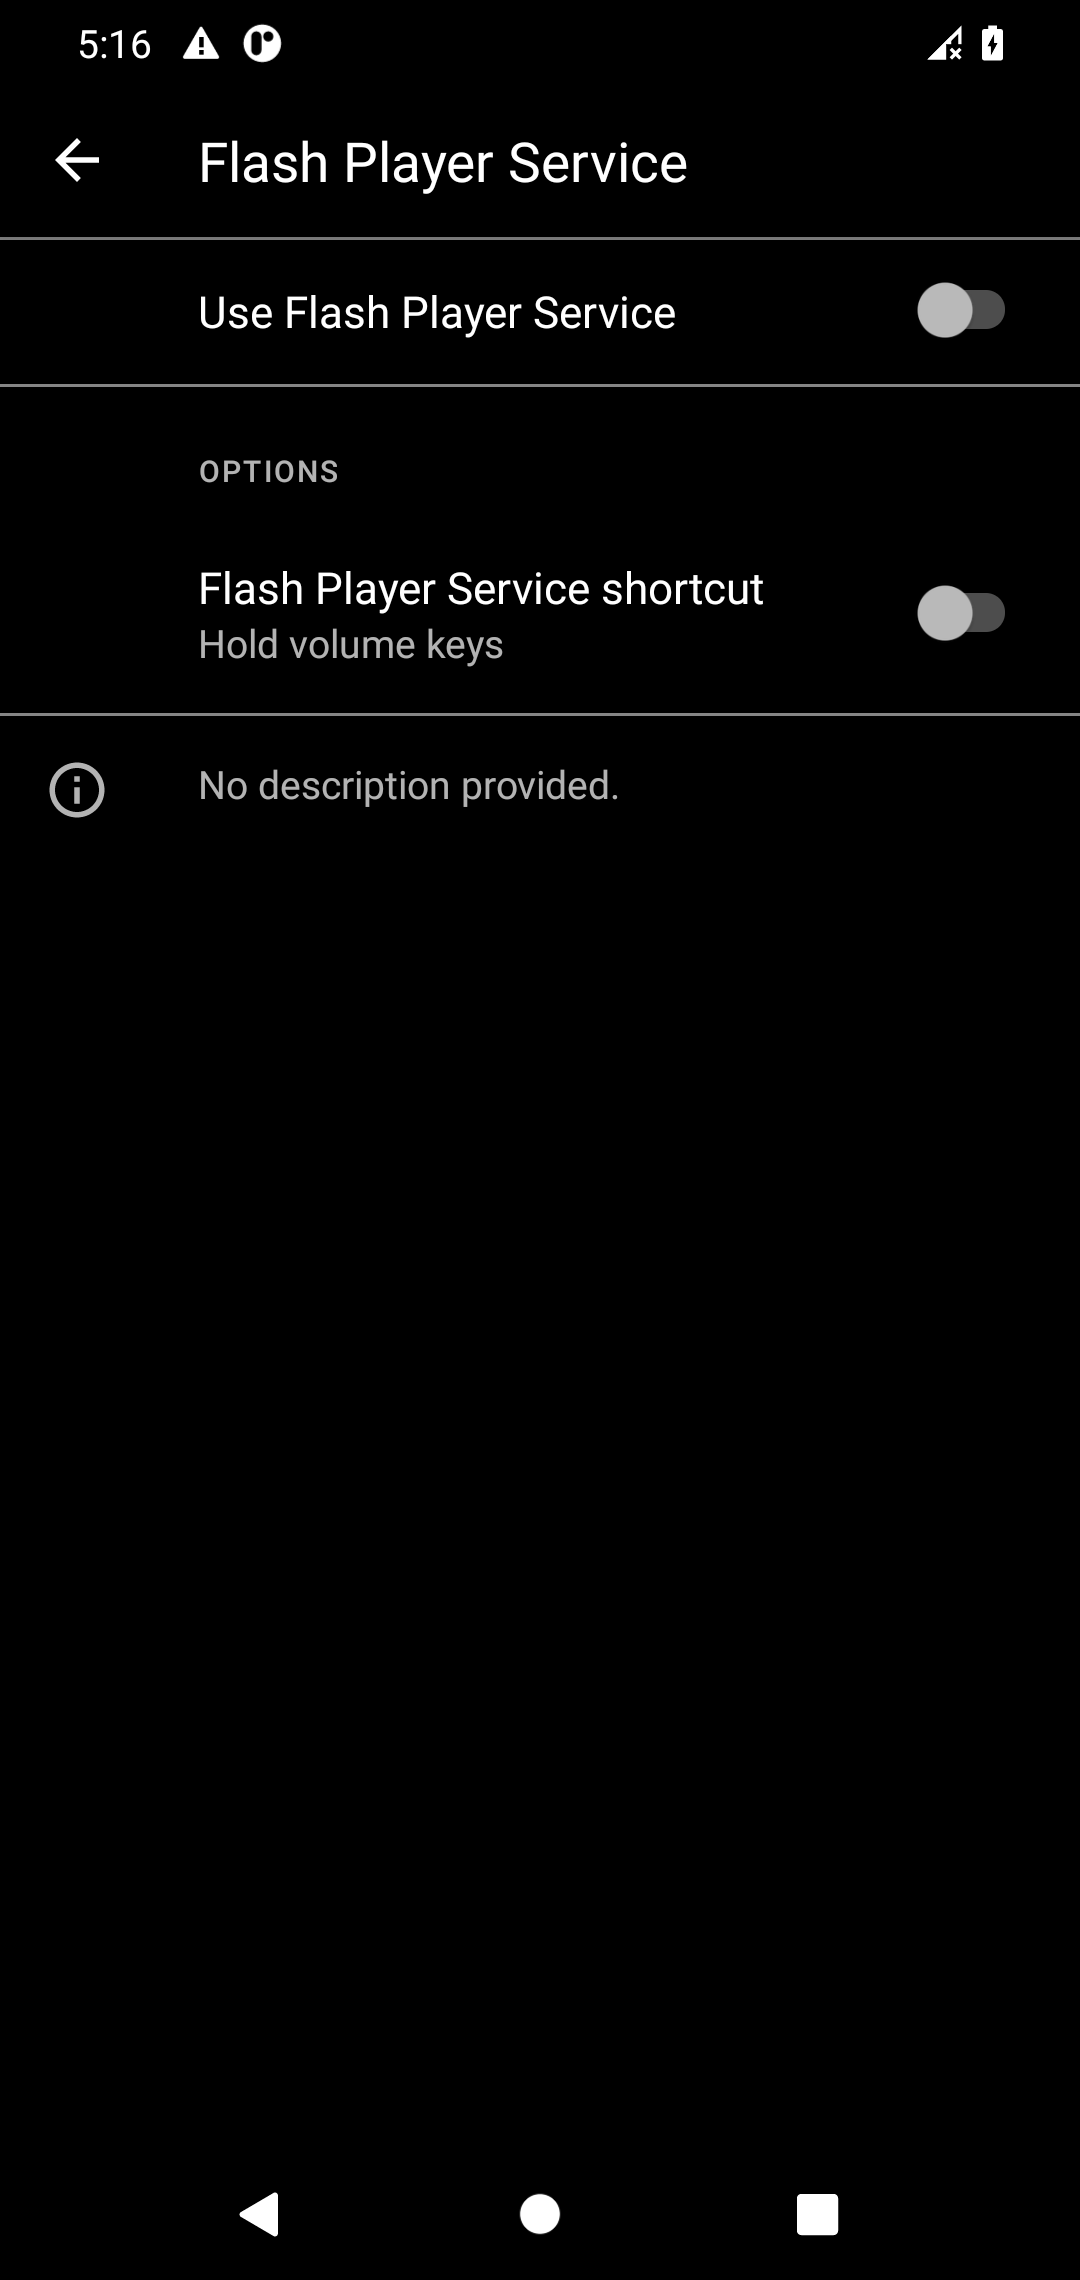 5:16
Flash Player Service
Use Flash Player Service
OPTIONS
Flash Player Service shortcut
Hold volume keys
No description provided.